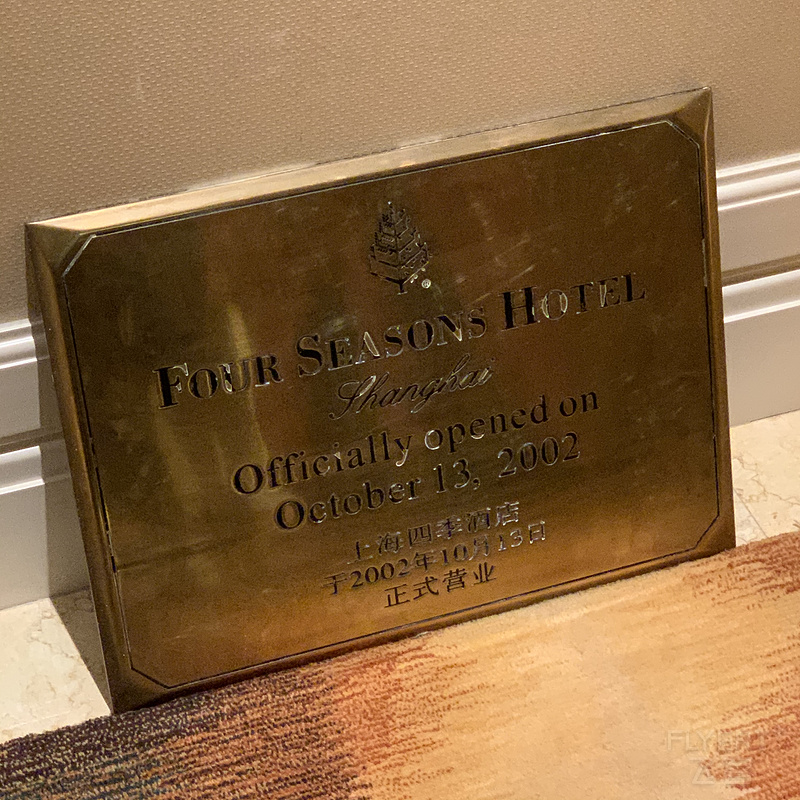 FOUR SEASONS HOTEL
Shanghai
Officially opened on
October 13, 2002
上海四季酒店
于2002年10月13日
正式营业